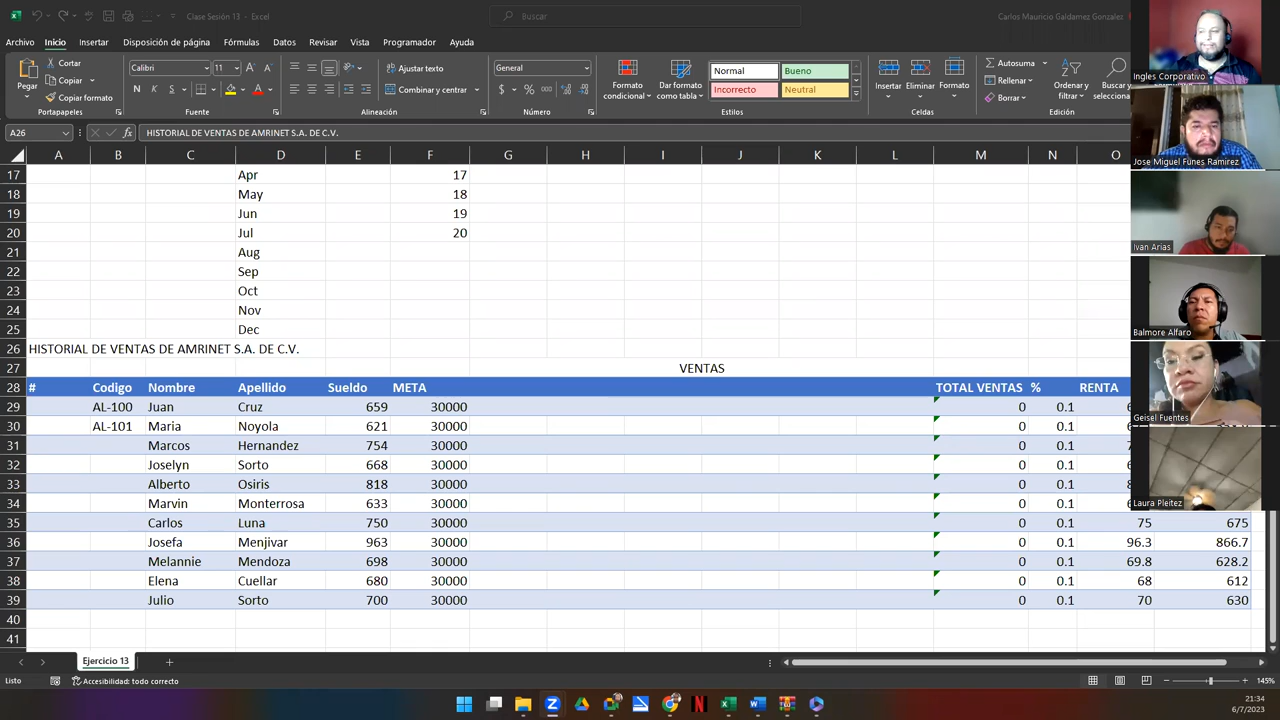 Clase Sesión 13 - Excel
Buscar
Carlos Mauricio Galdamez Gonzales
Archivo Inicio Insertar Disposición de página Fórmulas Datos Revisar Vista Programador Ayuda
Pegar
Cortar
Copiar
Copiar formato
Portapapeles
Calibri 11
N K S
Fuente
Ajustar texto
Combinar y centrar
Alineación
General
$ % 000
Número
Formato condicional
Dar formato como tabla
Normal Bueno
Incorrecto Neutral
Estilos
Insertar Eliminar Formato
Celdas
Autosuma
Rellenar
Borrar
Ordenar y filtrar
Buscar y selecciona
Edición
A26 fx HISTORIAL DE VENTAS DE AMRINET S.A. DE C.V.
A B C D E F G H I J K L M N O
17 Apr 17
18 May 18
19 Jun 19
20 Jul 20
21 Aug
22 Sep
23 Oct
24 Nov
25 Dec
26 HISTORIAL DE VENTAS DE AMRINET S.A. DE C.V.
27 VENTAS
28 # Codigo Nombre Apellido Sueldo META TOTAL VENTAS % RENTA
29 AL-100 Juan Cruz 659 30000 0 0.1
30 AL-101 Maria Noyola 621 30000 0 0.1
31 Marcos Hernandez 754 30000 0 0.1
32 Joselyn Sorto 668 30000 0 0.1
33 Alberto Osiris 818 30000 0 0.1
34 Marvin Monterrosa 633 30000 0 0.1
35 Carlos Luna 750 30000 0 0.1 75 675
36 Josefa Menjivar 963 30000 0 0.1 96.3 866.7
37 Melannie Mendoza 698 30000 0 0.1 69.8 628.2
38 Elena Cuellar 680 30000 0 0.1 68 612
39 Julio Sorto 700 30000 0 0.1 70 630
40
41
Ejercicio 13
Listo Accesibilidad: todo correcto 145%
21:34
6/7/2023
Ingles Corporativo
Jose Miguel Funes Ramirez
Ivan Arias
Balmore Alfaro
Geisel Fuentes
Laura Pleitez